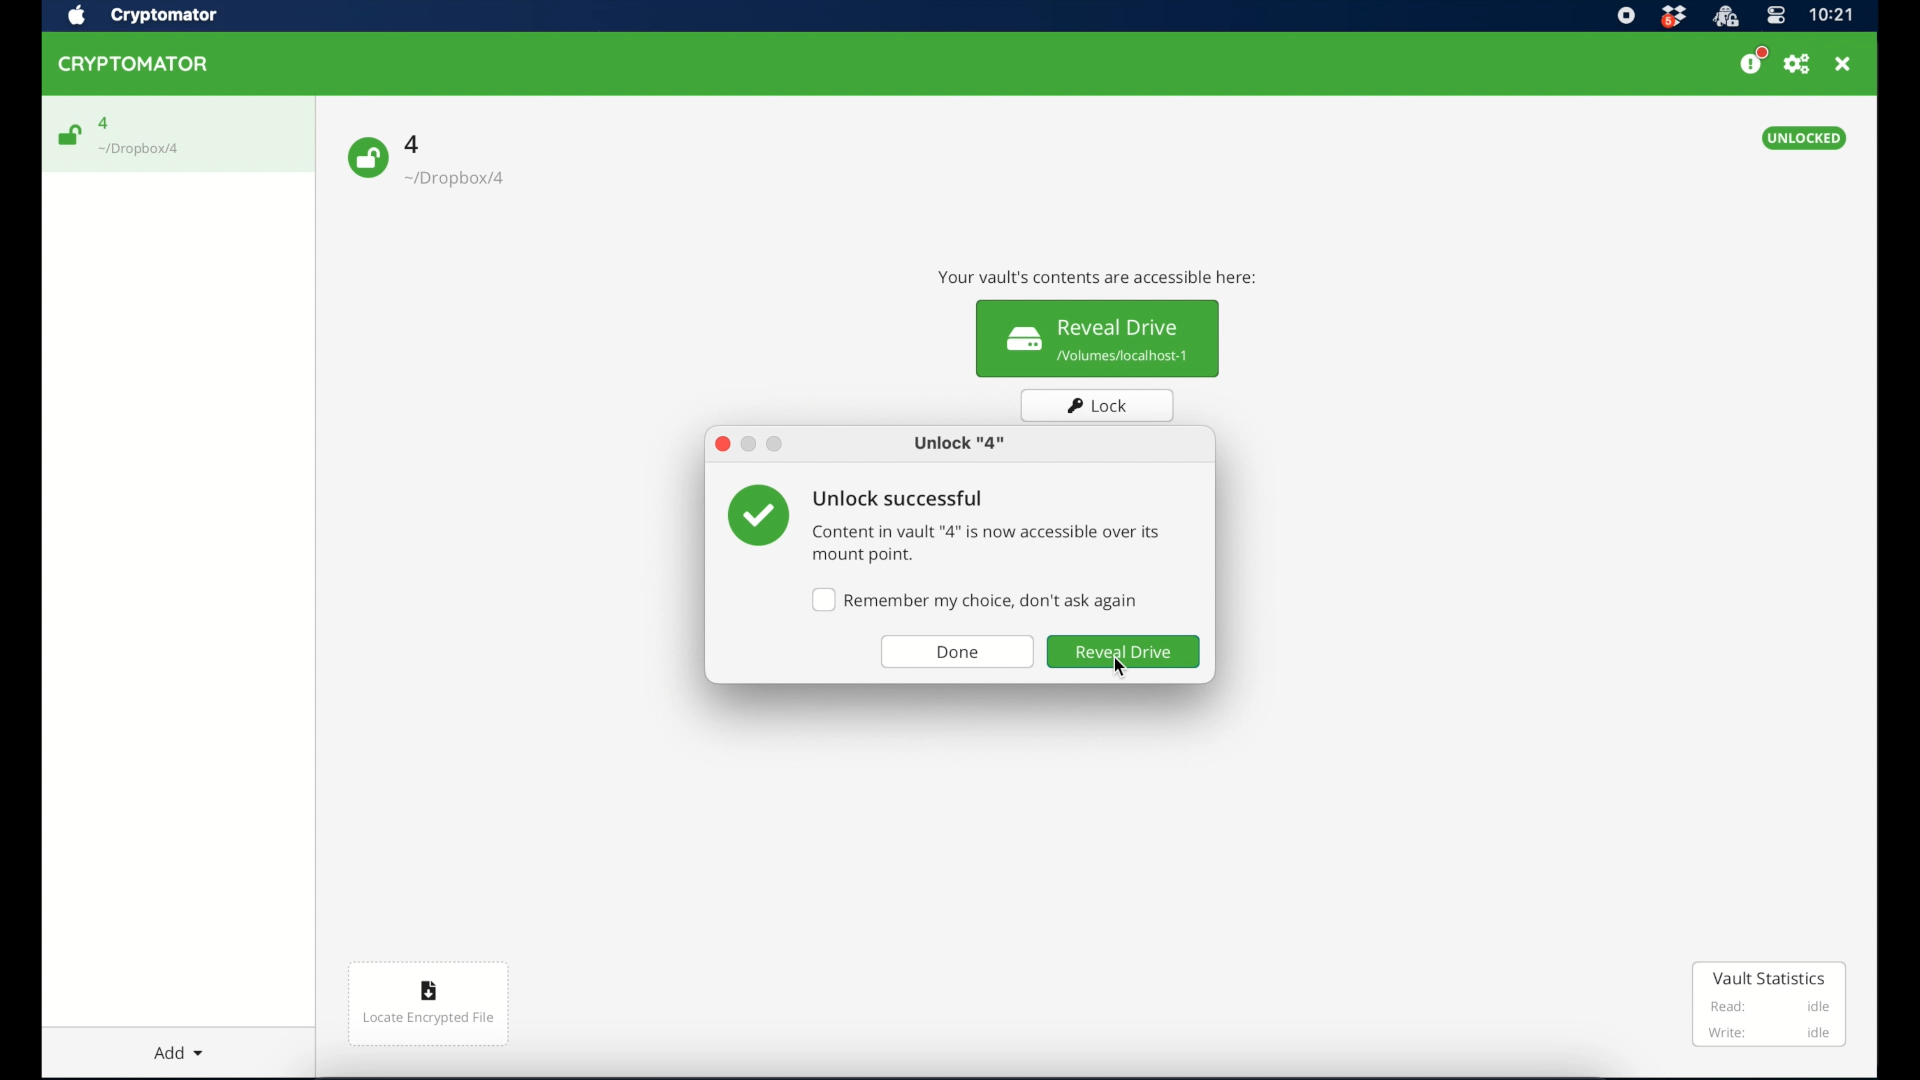 Cryptomator
5
10:21
CRYPTOMATOR
4
~/Dropbox/4
4
~/Dropbox/4
UNLOCKED
Your vault's contents are accessible here:
Reveal Drive
/Volumes/localhost-1
Lock
Unlock "4"
Unlock successful
Content in vault "4" is now accessible over its
mount point.
Remember my choice, don't ask again
Done
Reveal Drive
Locate Encrypted File
Vault Statistics
Read: idle
Write: idle
Add